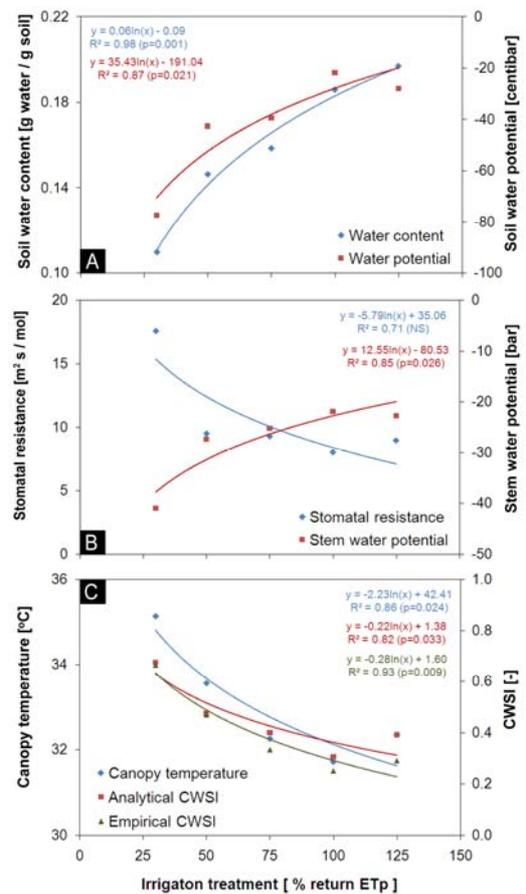 y = 0.06ln(x) - 0.09
R² = 0.98 (p=0.001)
y = 35.43ln(x) - 191.04
R² = 0.87 (p=0.021)
Soil water content [g water / g soil]
0.22
0.18
0.14
0.10
0
-20
-40
-60
-80
-100
Soil water potential [centibar]
Water content
Water potential
A
Stomatal resistance [m² s / mol]
20
15
10
5
0
y = -5.79ln(x) + 35.06
R² = 0.71 (NS)
y = 12.55ln(x) - 80.53
R² = 0.85 (p=0.026)
0
-10
-20
-30
-40
-50
Stem water potential [bar]
Stomatal resistance
Stem water potential
B
C
Canopy temperature [ºC]
36
34
32
30
y = -2.23ln(x) + 42.41
R² = 0.86 (p=0.024)
y = -0.22ln(x) + 1.38
R² = 0.82 (p=0.033)
y = -0.28ln(x) + 1.60
R² = 0.93 (p=0.009)
1.0
0.8
0.6
0.4
0.2
0.0
CWSI [-]
Canopy temperature
Analytical CWSI
Empirical CWSI
0 25 50 75 100 125 150
Irrigaton treatment [ % return ETp ]